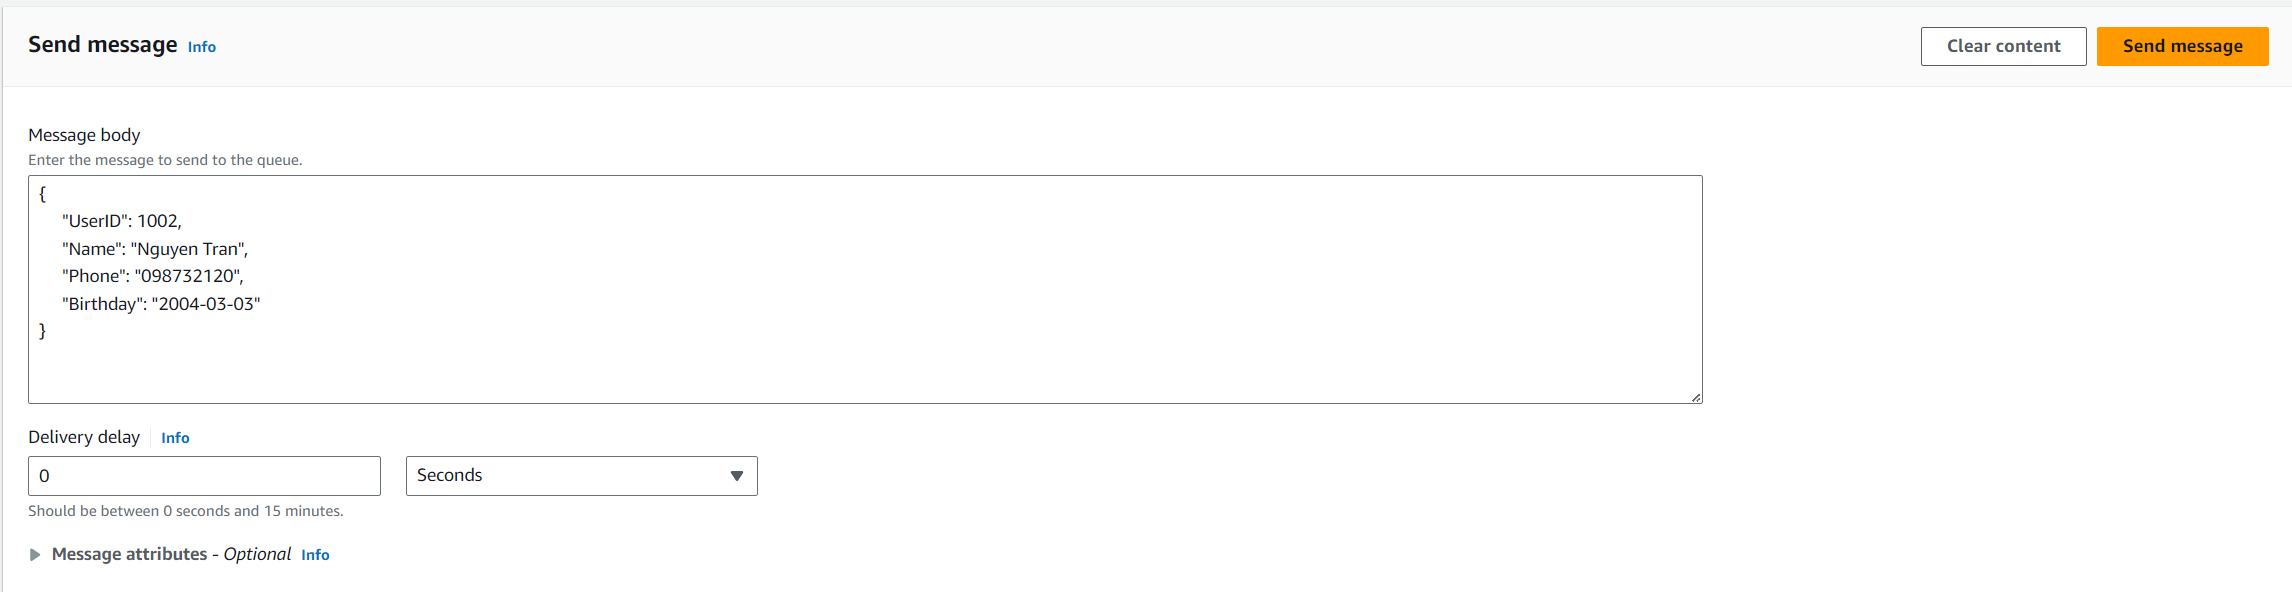 Send message Info
Clear content
Send message
Message body
Enter the message to send to the queue.
{
"UserID": 1002,
"Name": "Nguyen Tran",
"Phone": "098732120",
"Birthday": "2004-03-03"
}
Delivery delay Info
0
Seconds
Should be between 0 seconds and 15 minutes.
Message attributes - Optional Info